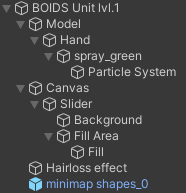 BOIDS Unit lvl.1
Model
Hand
spray_green
Particle System
Canvas
Slider
Background
Fill Area
Fill
Hairloss effect
minimap shapes_0